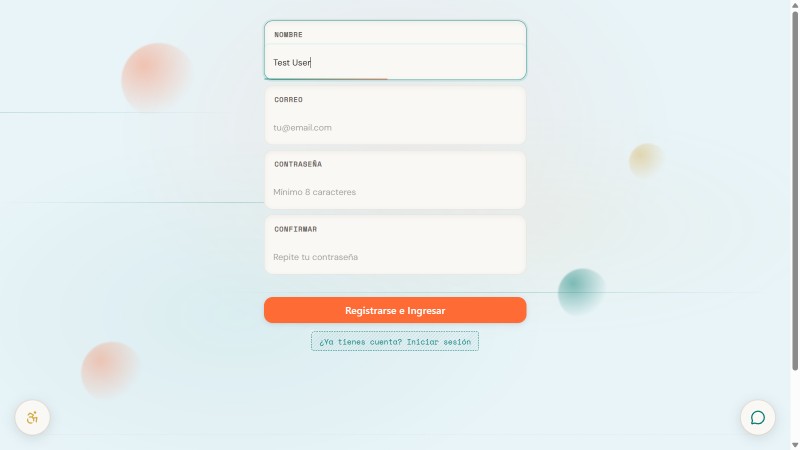 NOMBRE
Test User
CORREO
tu@email.com
CONTRASEÑA
Mínimo 8 caracteres
CONFIRMAR
Repite tu contraseña
Registrarse e Ingresar
¿Ya tienes cuenta? Iniciar sesión